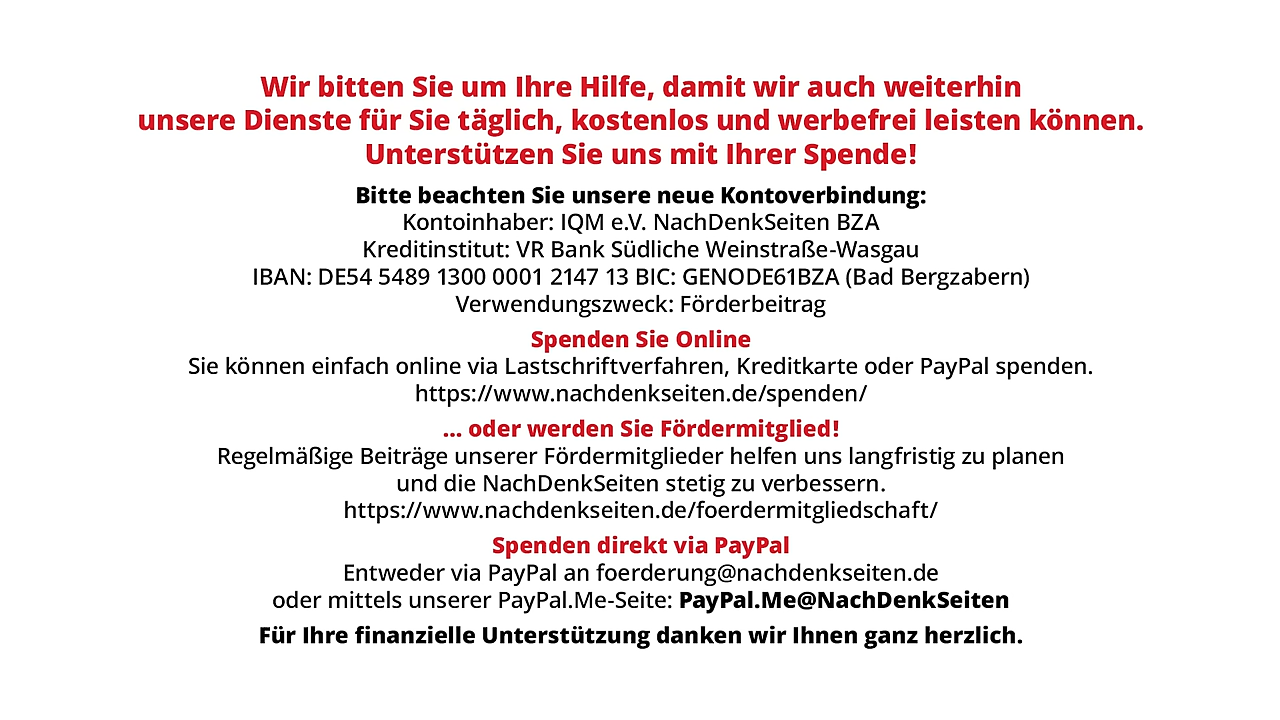 Wir bitten Sie um Ihre Hilfe, damit wir auch weiterhin
unsere Dienste für Sie täglich, kostenlos und werbefrei leisten können.
Unterstützen Sie uns mit Ihrer Spende!
Bitte beachten Sie unsere neue Kontoverbindung:
Kontoinhaber: IQM e.V. NachDenkSeiten BZA
Kreditinstitut: VR Bank Südliche Weinstraße-Wasgau
IBAN: DE54 5489 1300 0001 2147 13 BIC: GENODE61BZA (Bad Bergzabern)
Verwendungszweck: Förderbeitrag
Spenden Sie Online
Sie können einfach online via Lastschriftverfahren, Kreditkarte oder PayPal spenden.
https://www.nachdenkseiten.de/spenden/
... oder werden Sie Fördermitglied!
Regelmäßige Beiträge unserer Fördermitglieder helfen uns langfristig zu planen
und die NachDenkSeiten stetig zu verbessern.
https://www.nachdenkseiten.de/foerdermitgliedschaft/
Spenden direkt via PayPal
Entweder via PayPal an foerderung@nachdenkseiten.de
oder mittels unserer PayPal.Me-Seite: PayPal.Me@NachDenkSeiten
Für Ihre finanzielle Unterstützung danken wir Ihnen ganz herzlich.